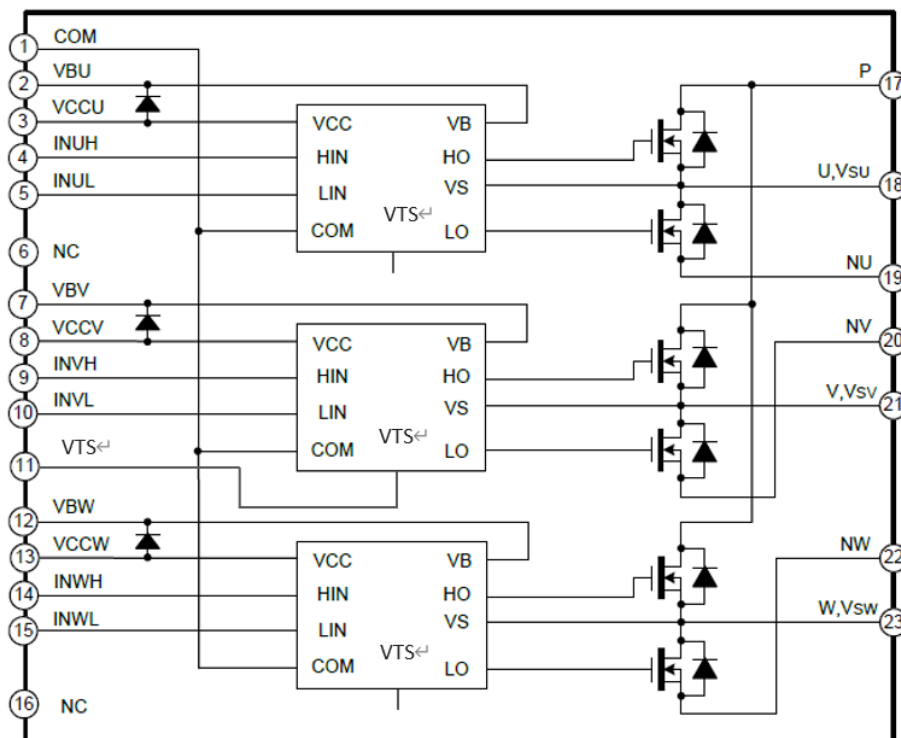 1 COM
2 VBU
3 VCCU
4 INUH
5 INUL
6 NC
7 VBV
8 VCCV
9 INVH
10 INVL
11 VTS↵
12 VBW
13 VCCW
14 INWH
15 INWL
16 NC
VCC VB
HIN HO
LIN VS
VTS↵
COM LO
VCC VB
HIN HO
LIN VS
VTS↵
COM LO
VCC VB
HIN HO
LIN VS
VTS↵
COM LO
P 17
U,VSU 18
NU 19
NV 20
V,VSV 21
NW 22
W,VSW 23